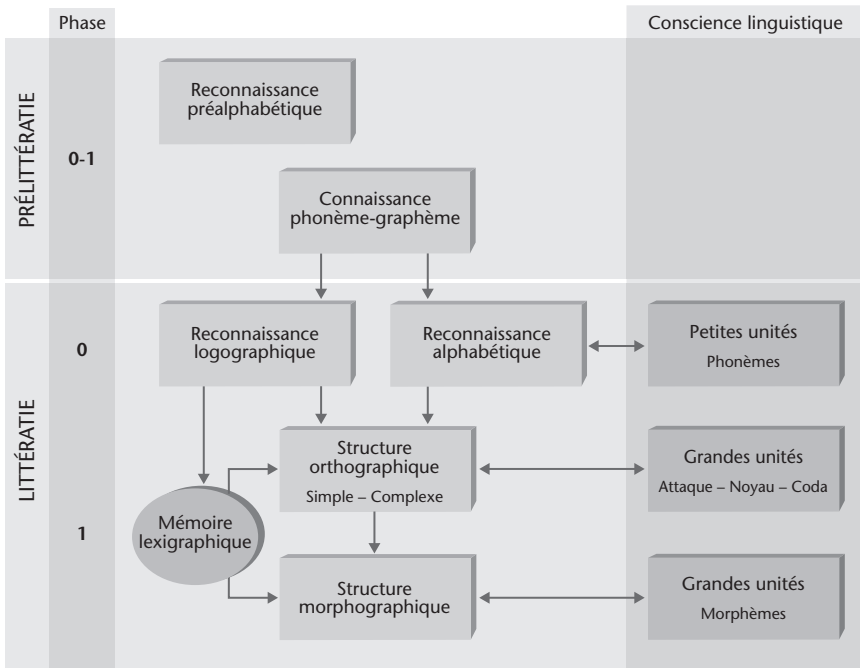 Phase
Conscience linguistique
PRÉLITTÉRATIE
0-1
Reconnaissance
préalphabétique
Connaissance
phonème-graphème
LITTÉRATIE
0
Reconnaissance
logographique
Reconnaissance
alphabétique
Petites unités
Phonèmes
1
Structure
orthographique
Simple – Complexe
Grandes unités
Attaque – Noyau – Coda
Mémoire
lexigraphique
Structure
morphographique
Grandes unités
Morphèmes